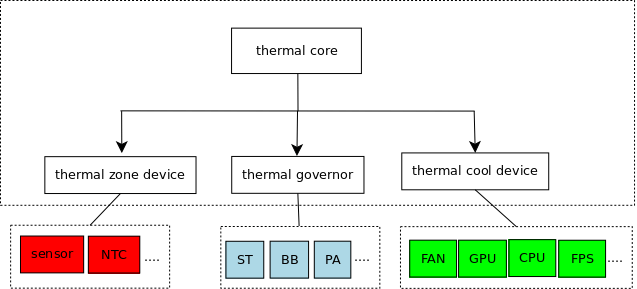 thermal core
thermal zone device
thermal governor
thermal cool device
sensor NTC ....
ST BB PA ....
FAN GPU CPU FPS ....